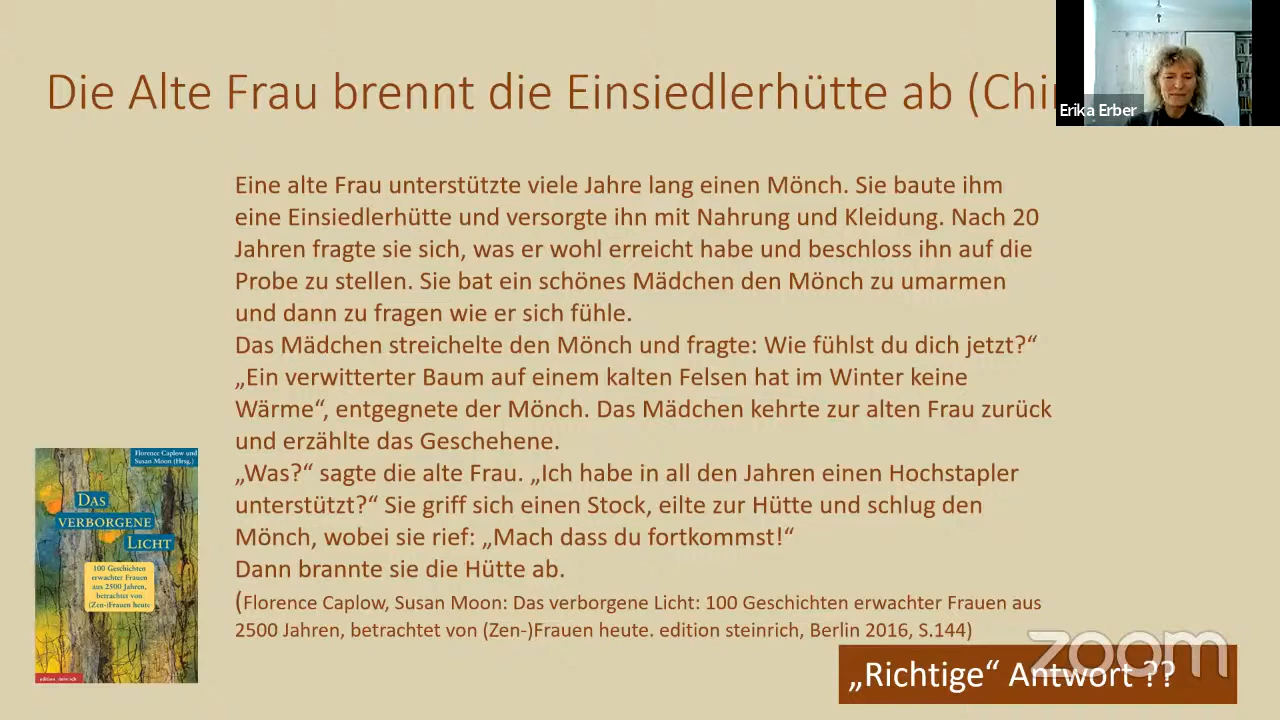 Die Alte Frau brennt die Einsiedlerhütte ab (Chi
Erika Erber
Eine alte Frau unterstützte viele Jahre lang einen Mönch. Sie baute ihm
eine Einsiedlerhütte und versorgte ihn mit Nahrung und Kleidung. Nach 20
Jahren fragte sie sich, was er wohl erreicht habe und beschloss ihn auf die
Probe zu stellen. Sie bat ein schönes Mädchen den Mönch zu umarmen
und dann zu fragen wie er sich fühle.
Das Mädchen streichelte den Mönch und fragte: Wie fühlst du dich jetzt?“
„Ein verwitterter Baum auf einem kalten Felsen hat im Winter keine
Wärme“, entgegnete der Mönch. Das Mädchen kehrte zur alten Frau zurück
und erzählte das Geschehene.
„Was?“ sagte die alte Frau. „Ich habe in all den Jahren einen Hochstapler
unterstützt?“ Sie griff sich einen Stock, eilte zur Hütte und schlug den
Mönch, wobei sie rief: „Mach dass du fortkommst!“
Dann brannte sie die Hütte ab.
(Florence Caplow, Susan Moon: Das verborgene Licht: 100 Geschichten erwachter Frauen aus
2500 Jahren, betrachtet von (Zen-)Frauen heute. edition steinrich, Berlin 2016, S.144)
Florence Caplow und
Susan Moon (Hrsg.)
DAS
VERBORGENE
LICHT
100 Geschichten
erwachter Frauen
aus 2500 Jahren,
betrachtet von
(Zen-)Frauen heute
edition steinrich
„Richtige“ Antwort ??
zoom